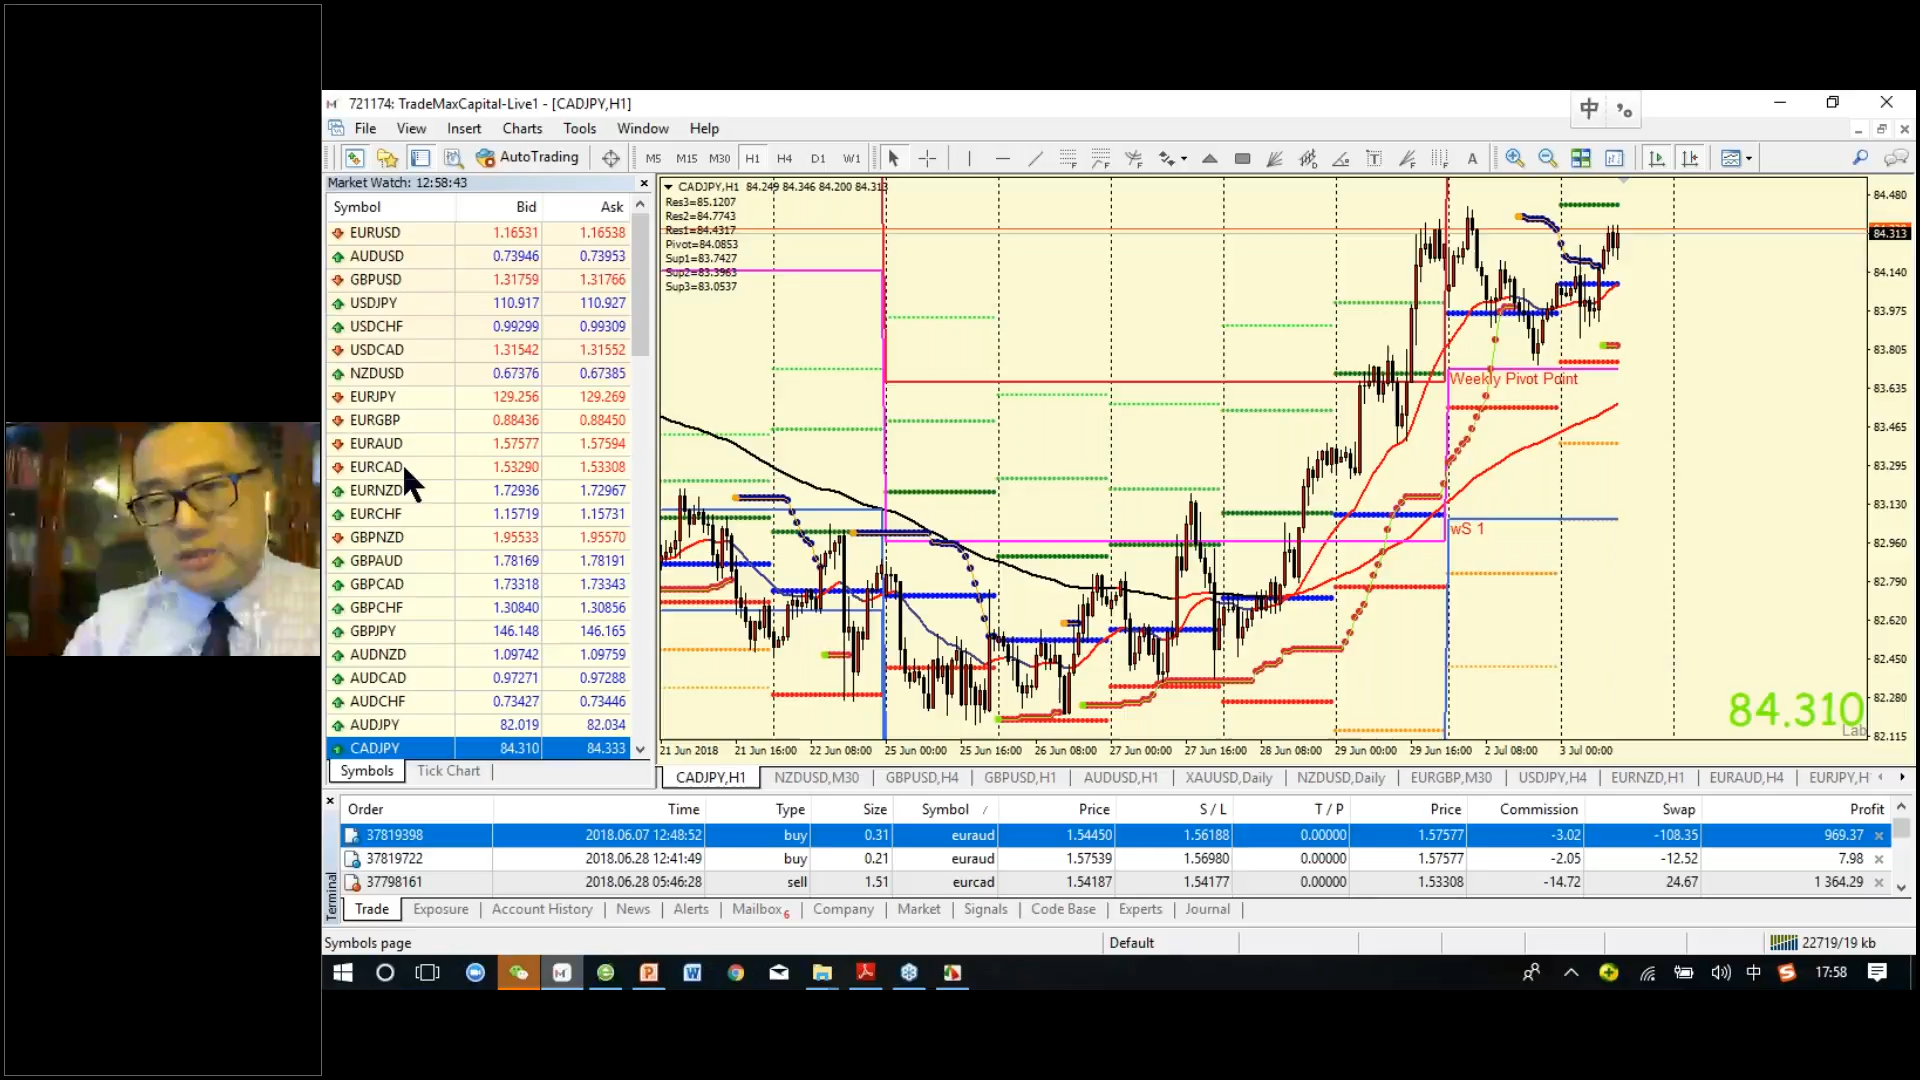 721174: TradeMaxCapital-Live1 - [CADJPY,H1]
中
File View Insert Charts Tools Window Help
AutoTrading M5 M15 M30 H1 H4 D1 W1 A
Market Watch: 12:58:43
Symbol Bid Ask
EURUSD 1.16531 1.16538
AUDUSD 0.73946 0.73953
GBPUSD 1.31759 1.31766
USDJPY 110.917 110.927
USDCHF 0.99299 0.99309
USDCAD 1.31542 1.31552
NZDUSD 0.67376 0.67385
EURJPY 129.256 129.269
EURGBP 0.88436 0.88450
EURAUD 1.57577 1.57594
EURCAD 1.53290 1.53308
EURNZD 1.72936 1.72967
EURCHF 1.15719 1.15731
GBPNZD 1.95533 1.95570
GBPAUD 1.78169 1.78191
GBPCAD 1.73318 1.73343
GBPCHF 1.30840 1.30856
GBPJPY 146.148 146.165
AUDNZD 1.09742 1.09759
AUDCAD 0.97271 0.97288
AUDCHF 0.73427 0.73446
AUDJPY 82.019 82.034
CADJPY 84.310 84.333
Symbols Tick Chart
CADJPY,H1 84.249 84.346 84.200 84.313
Res3=85.1207
Res2=84.7743
Res1=84.4317
Pivot=84.0853
Sup1=83.7427
Sup2=83.3963
Sup3=83.0537
Weekly Pivot Point
wS 1
84.310
Lab
84.480
84.313
84.140
83.975
83.805
83.635
83.465
83.295
83.130
82.960
82.790
82.620
82.450
82.280
82.115
21 Jun 2018 21 Jun 16:00 22 Jun 08:00 25 Jun 00:00 25 Jun 16:00 26 Jun 08:00 27 Jun 00:00 27 Jun 16:00 28 Jun 08:00 29 Jun 00:00 29 Jun 16:00 2 Jul 08:00 3 Jul 00:00
CADJPY,H1 NZDUSD,M30 GBPUSD,H4 GBPUSD,H1 AUDUSD,H1 XAUUSD,Daily NZDUSD,Daily EURGBP,M30 USDJPY,H4 EURNZD,H1 EURAUD,H4 EURJPY,H
Order Time Type Size Symbol / Price S / L T / P Price Commission Swap Profit
37819398 2018.06.07 12:48:52 buy 0.31 euraud 1.54450 1.56188 0.00000 1.57577 -3.02 -108.35 969.37
37819722 2018.06.28 12:41:49 buy 0.21 euraud 1.57539 1.56980 0.00000 1.57577 -2.05 -12.52 7.98
37798161 2018.06.28 05:46:28 sell 1.51 eurcad 1.54187 1.54177 0.00000 1.53308 -14.72 24.67 1 364.29
Terminal
Trade Exposure Account History News Alerts Mailbox 6 Company Market Signals Code Base Experts Journal
Symbols page Default 22719/19 kb
中 17:58